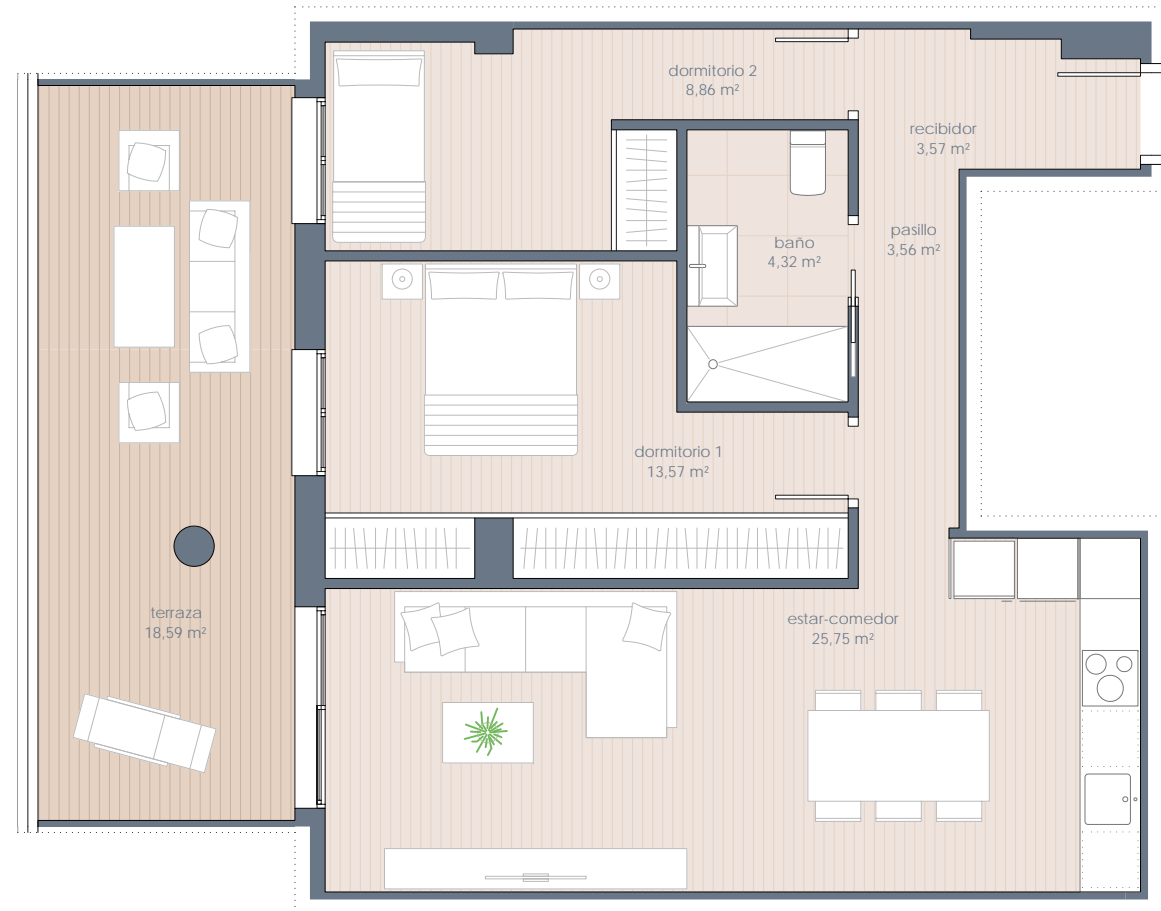 dormitorio 2
8,86 m²
recibidor
3,57 m²
pasillo
3,56 m²
baño
4,32 m²
dormitorio 1
13,57 m²
terraza
18,59 m²
estar-comedor
25,75 m²